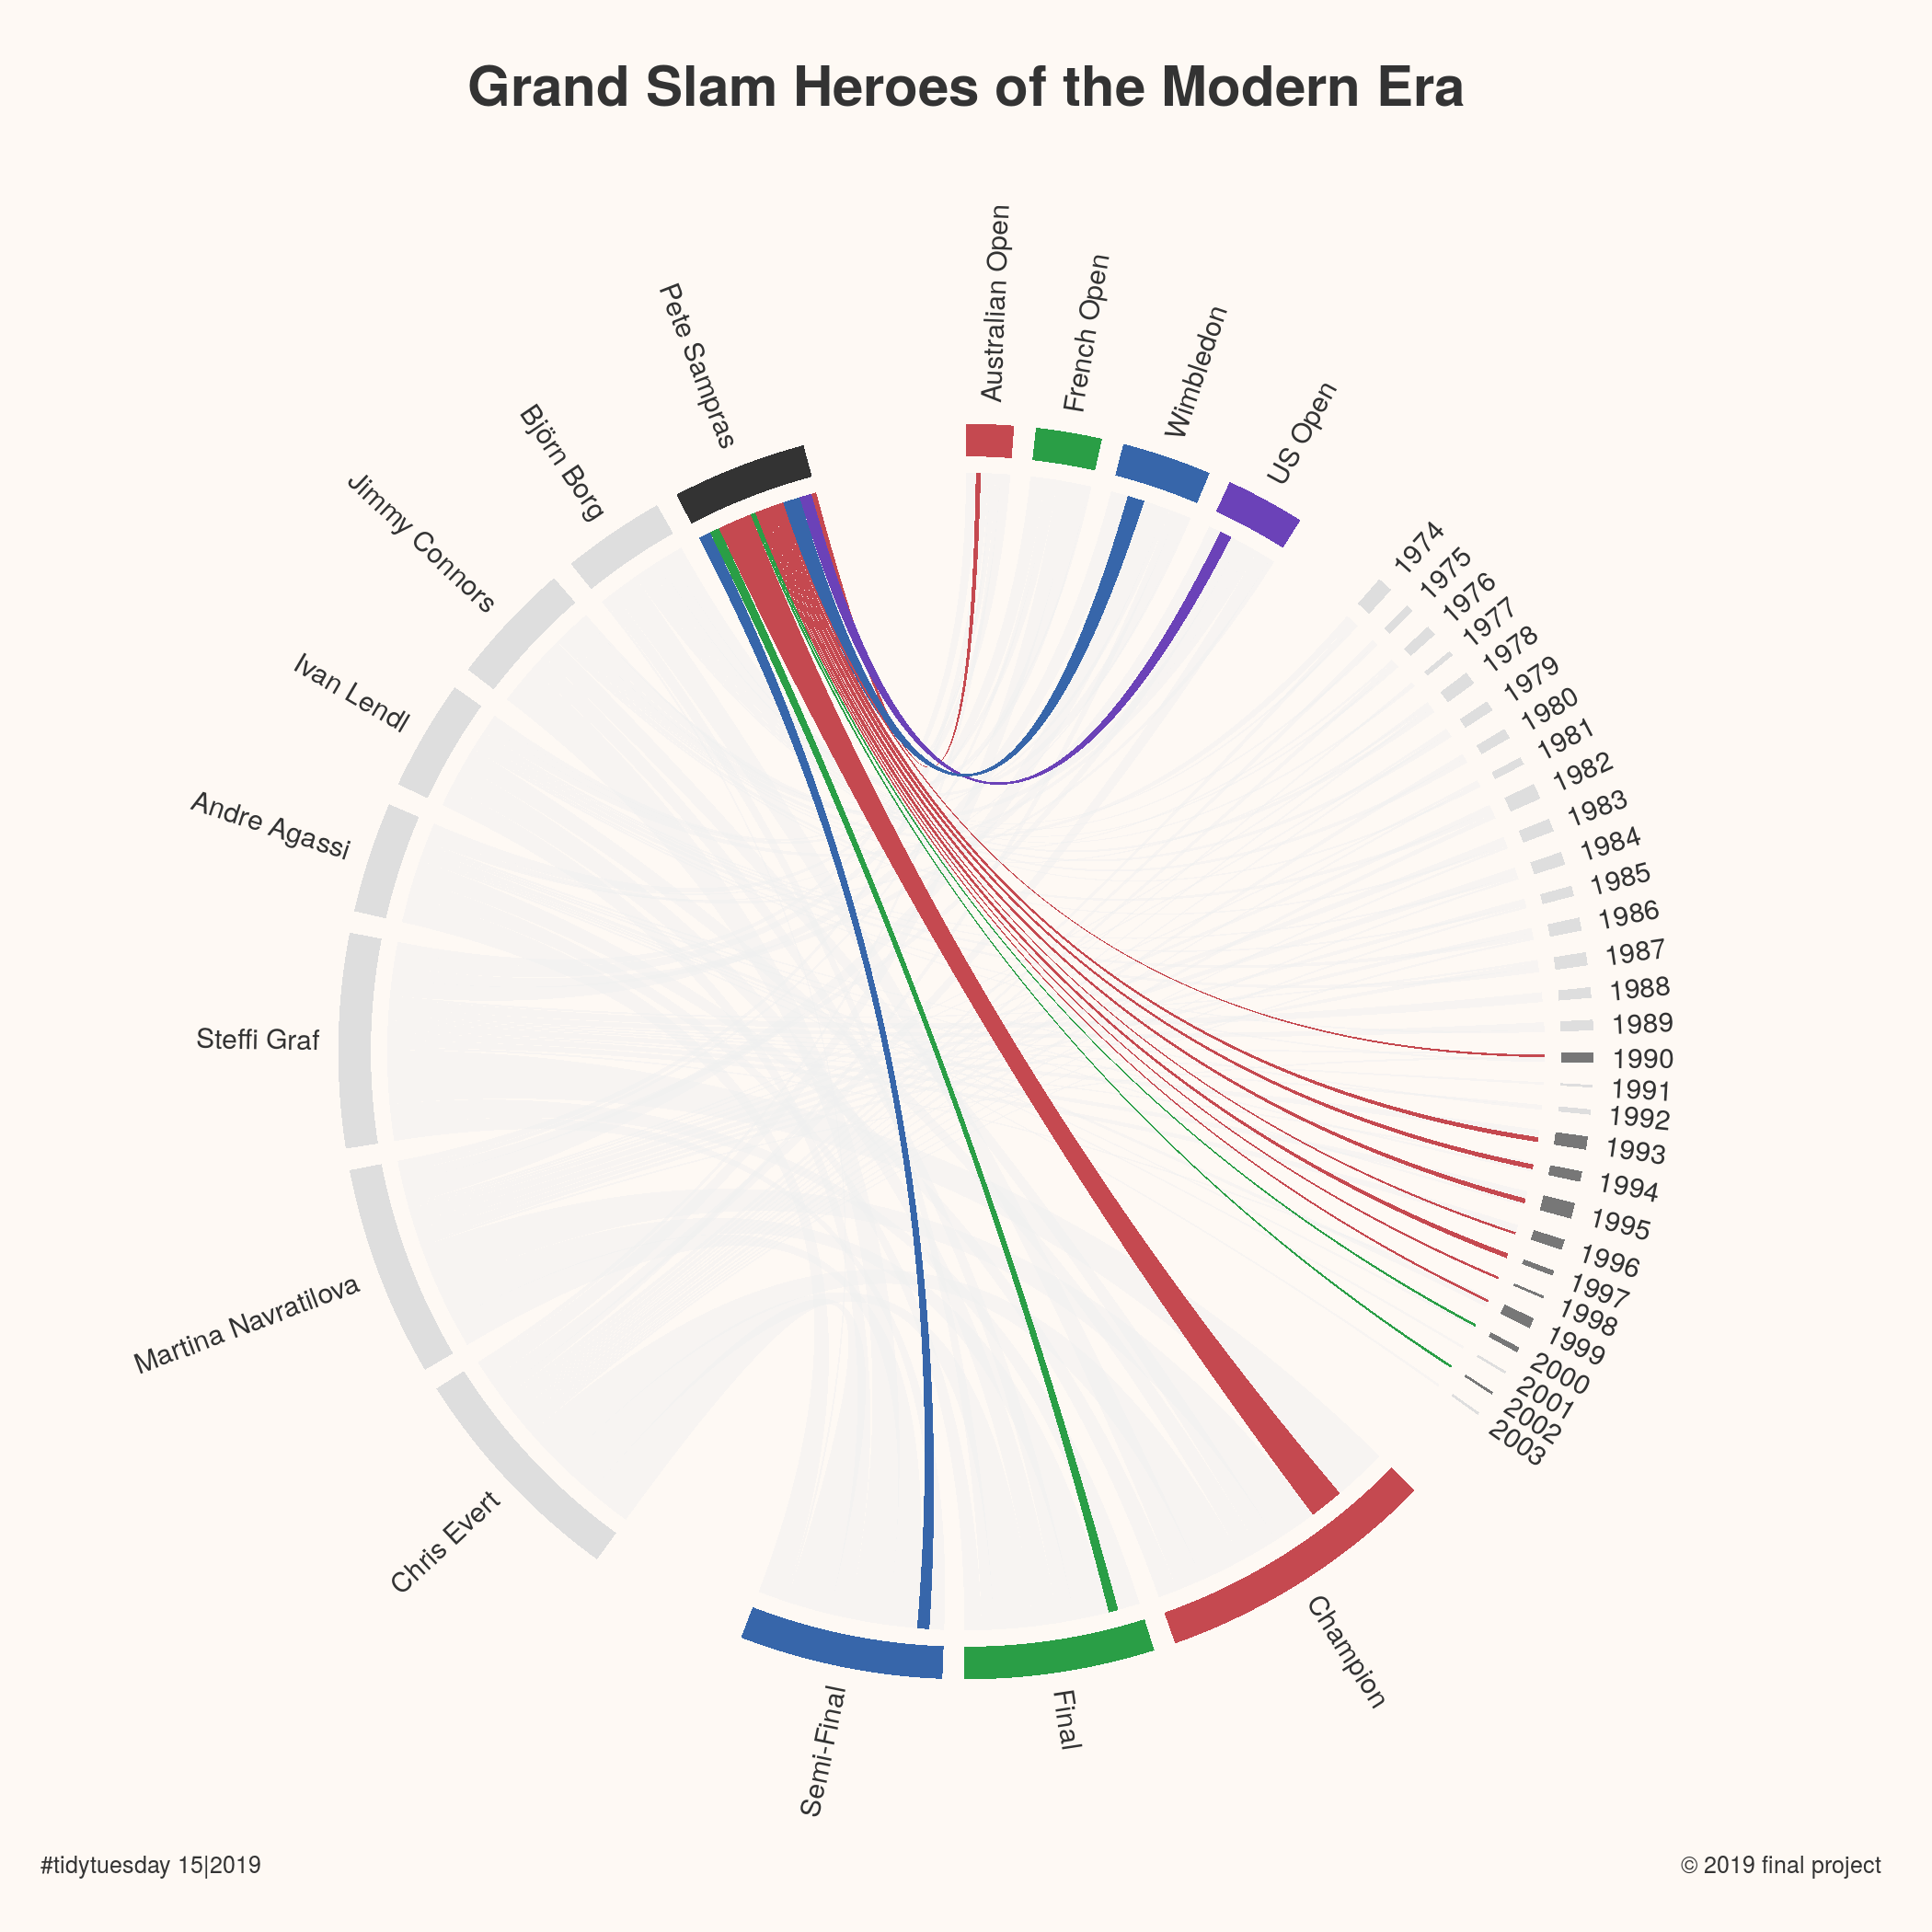 Grand Slam Heroes of the Modern Era
Australian Open
French Open
Wimbledon
US Open
1974
1975
1976
1977
1978
1979
1980
1981
1982
1983
1984
1985
1986
1987
1988
1989
1990
1991
1992
1993
1994
1995
1996
1997
1998
1999
2000
2001
2002
2003
Champion
Final
Semi-Final
Chris Evert
Martina Navratilova
Steffi Graf
Andre Agassi
Ivan Lendl
Jimmy Connors
Björn Borg
Pete Sampras
#tidytuesday 15|2019
© 2019 final project